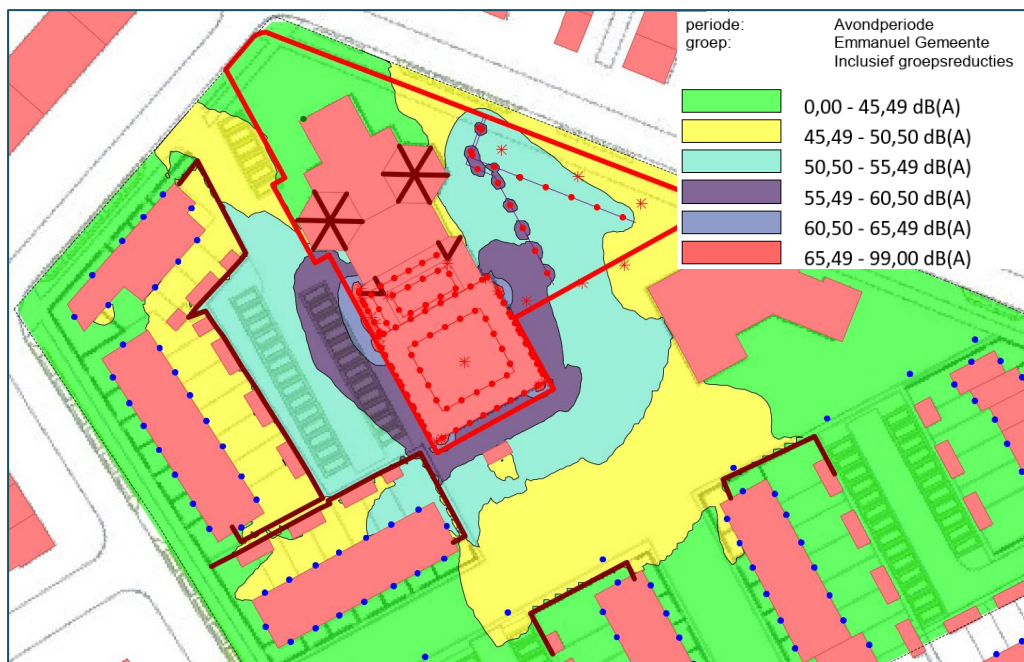 periode: Avondperiode
groep: Emmanuel Gemeente
Inclusief groepsreducties
0,00 - 45,49 dB(A)
45,49 - 50,50 dB(A)
50,50 - 55,49 dB(A)
55,49 - 60,50 dB(A)
60,50 - 65,49 dB(A)
65,49 - 99,00 dB(A)